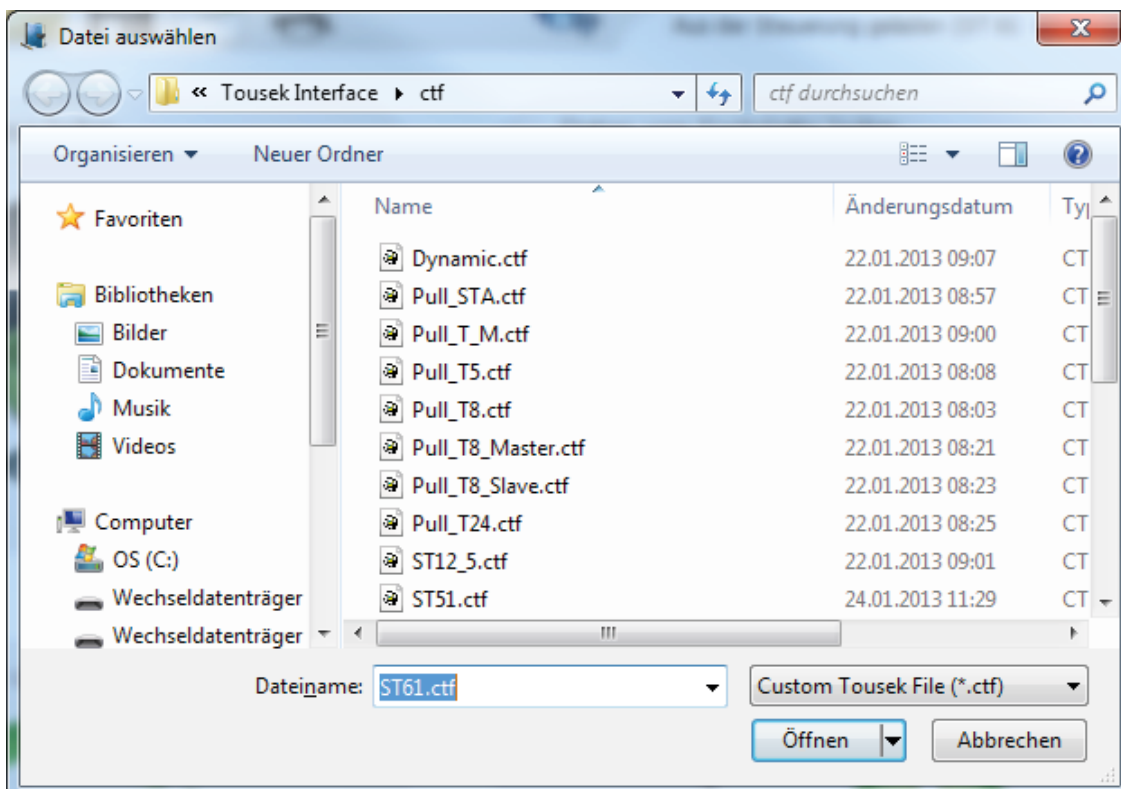 Datei auswählen
« Tousek Interface ▸ ctf
ctf durchsuchen
Organisieren
Neuer Ordner
Favoriten
Bibliotheken
Bilder
Dokumente
Musik
Videos
Computer
OS (C:)
Wechseldatenträger
Wechseldatenträger
Name Änderungsdatum Typ
Dynamic.ctf 22.01.2013 09:07 CT
Pull_STA.ctf 22.01.2013 08:57 CT
Pull_T_M.ctf 22.01.2013 09:00 CT
Pull_T5.ctf 22.01.2013 08:08 CT
Pull_T8.ctf 22.01.2013 08:03 CT
Pull_T8_Master.ctf 22.01.2013 08:21 CT
Pull_T8_Slave.ctf 22.01.2013 08:23 CT
Pull_T24.ctf 22.01.2013 08:25 CT
ST12_5.ctf 22.01.2013 09:01 CT
ST51.ctf 24.01.2013 11:29 CT
Dateiname: ST61.ctf
Custom Tousek File (*.ctf)
Öffnen
Abbrechen